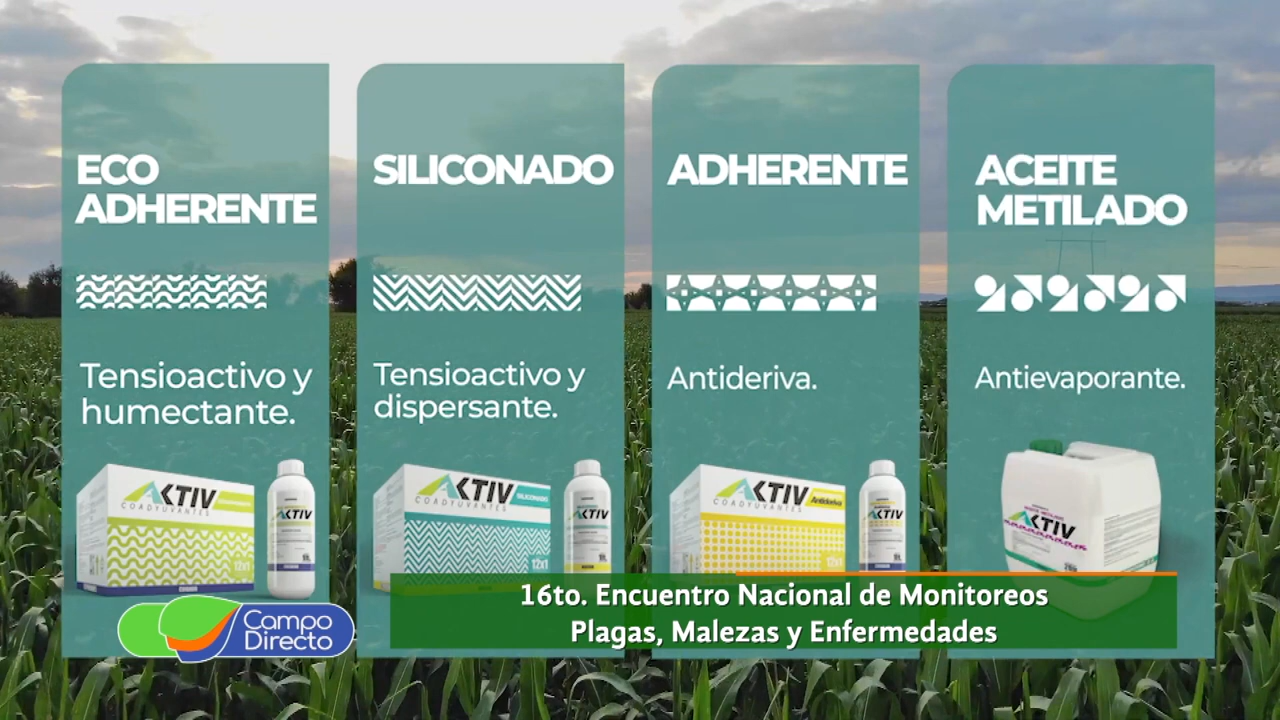 ECO
ADHERENTE
Tensioactivo y
humectante.
AKTIV
COADYUVANTES
12x1
AKTIV
SILICONADO
Tensioactivo y
dispersante.
AKTIV
COADYUVANTES
SILICONADO
12x1
AKTIV
ADHERENTE
Antideriva.
AKTIV
COADYUVANTES
Antideriva
12x1
AKTIV
ACEITE
METILADO
Antievaporante.
AKTIV
Campo
Directo
16to. Encuentro Nacional de Monitoreos
Plagas, Malezas y Enfermedades